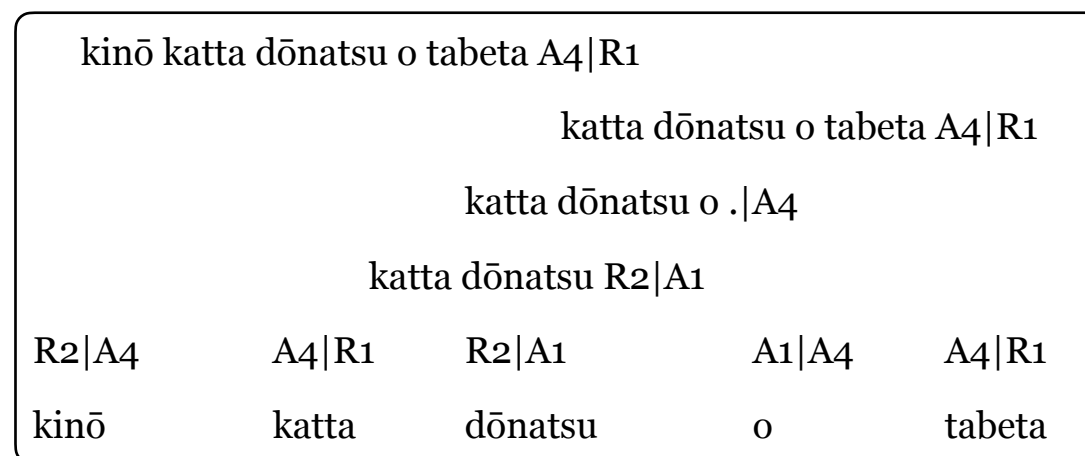 kinō katta dōnatsu o tabeta A4|R1
katta dōnatsu o tabeta A4|R1
katta dōnatsu o .|A4
katta dōnatsu R2|A1
R2|A4 A4|R1 R2|A1 A1|A4 A4|R1
kinō katta dōnatsu o tabeta